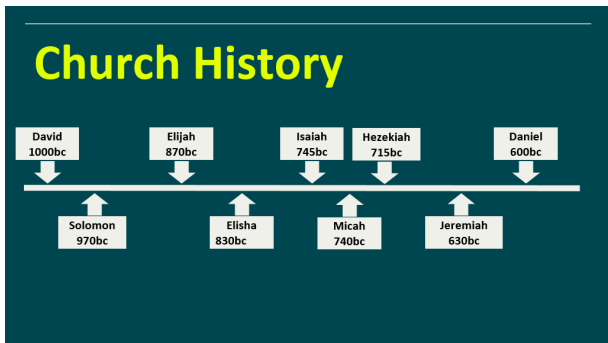 Church History
David
1000bc
Elijah
870bc
Isaiah
745bc
Hezekiah
715bc
Daniel
600bc
Solomon
970bc
Elisha
830bc
Micah
740bc
Jeremiah
630bc